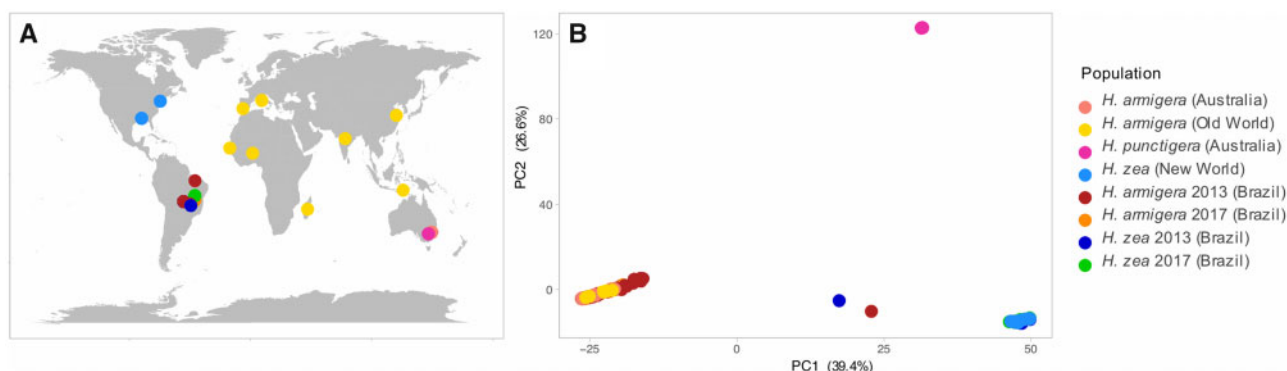 A
B
120
80
40
0
PC2 (26.6%)
−25
0
25
50
PC1 (39.4%)
Population
H. armigera (Australia)
H. armigera (Old World)
H. punctigera (Australia)
H. zea (New World)
H. armigera 2013 (Brazil)
H. armigera 2017 (Brazil)
H. zea 2013 (Brazil)
H. zea 2017 (Brazil)